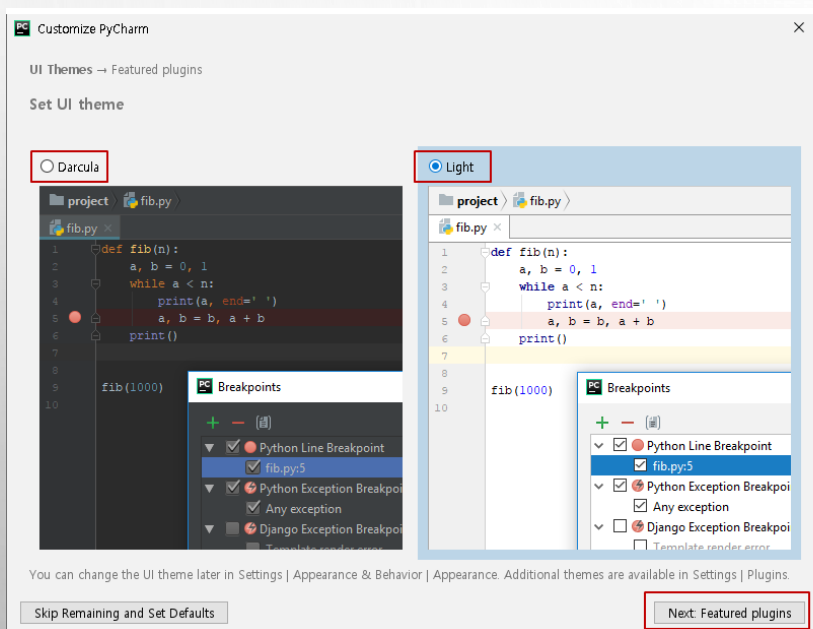 PC Customize PyCharm
UI Themes → Featured plugins
Set UI theme
Darcula
project fib.py
fib.py
1 def fib(n):
2 a, b = 0, 1
3 while a < n:
4 print(a, end=' ')
5 a, b = b, a + b
6 print()
7
8
9 fib(1000)
10
PC Breakpoints
Python Line Breakpoint
fib.py:5
Python Exception Breakpoi
Any exception
Django Exception Breakpoi
Template render error
Light
project fib.py
fib.py
1 def fib(n):
2 a, b = 0, 1
3 while a < n:
4 print(a, end=' ')
5 a, b = b, a + b
6 print()
7
8
9 fib(1000)
10
PC Breakpoints
Python Line Breakpoint
fib.py:5
Python Exception Breakpoi
Any exception
Django Exception Breakpoi
Template render error
You can change the UI theme later in Settings | Appearance & Behavior | Appearance. Additional themes are available in Settings | Plugins.
Skip Remaining and Set Defaults
Next: Featured plugins